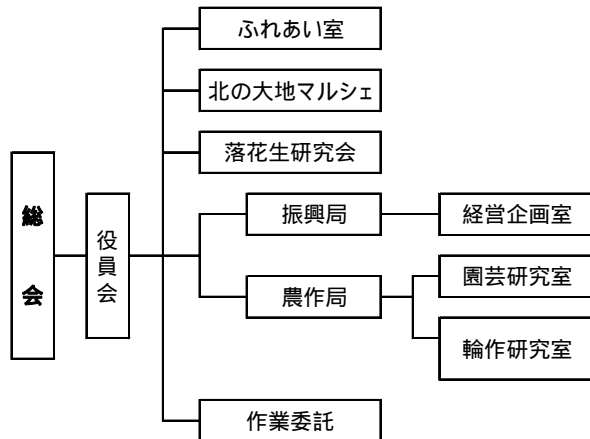 総会
役員会
ふれあい室
北の大地マルシェ
落花生研究会
振興局
経営企画室
農作局
園芸研究室
輪作研究室
作業委託